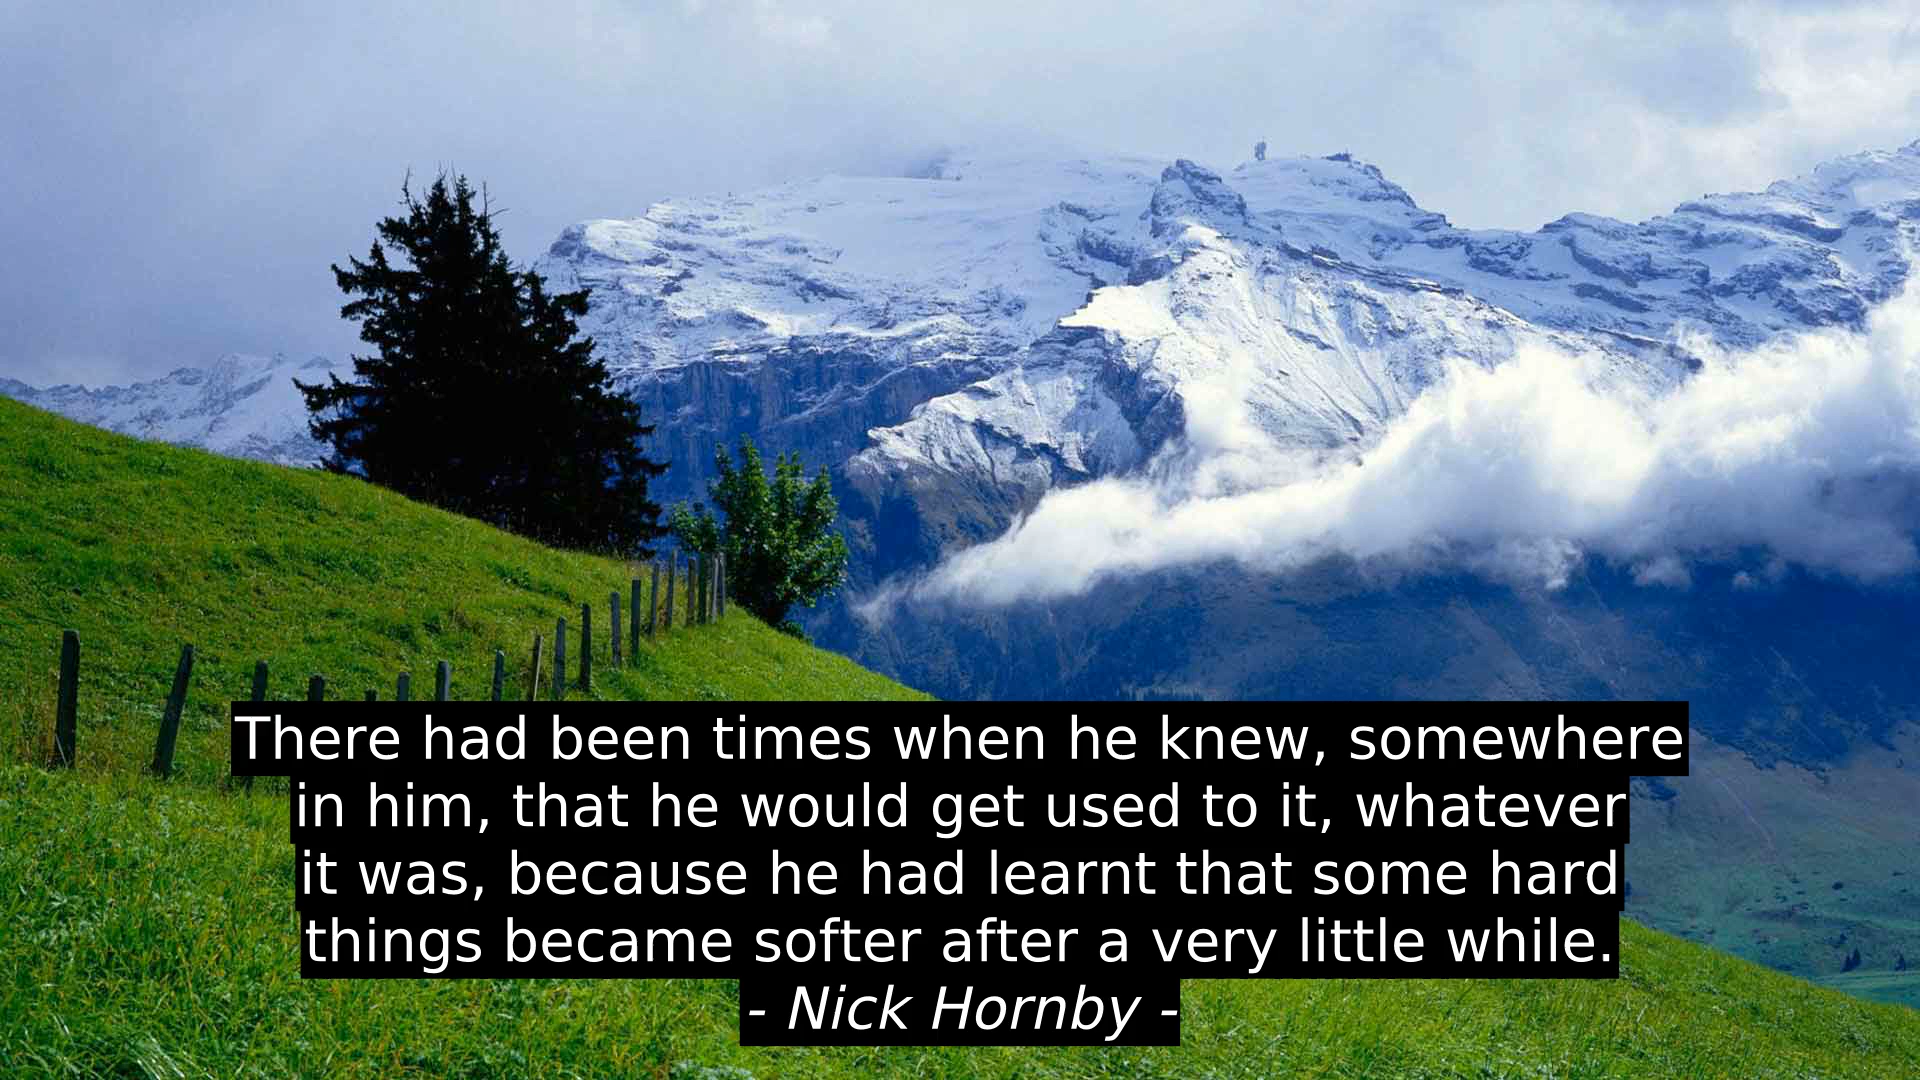 There had been times when he knew, somewhere
in him, that he would get used to it, whatever
it was, because he had learnt that some hard
things became softer after a very little while.
- Nick Hornby -